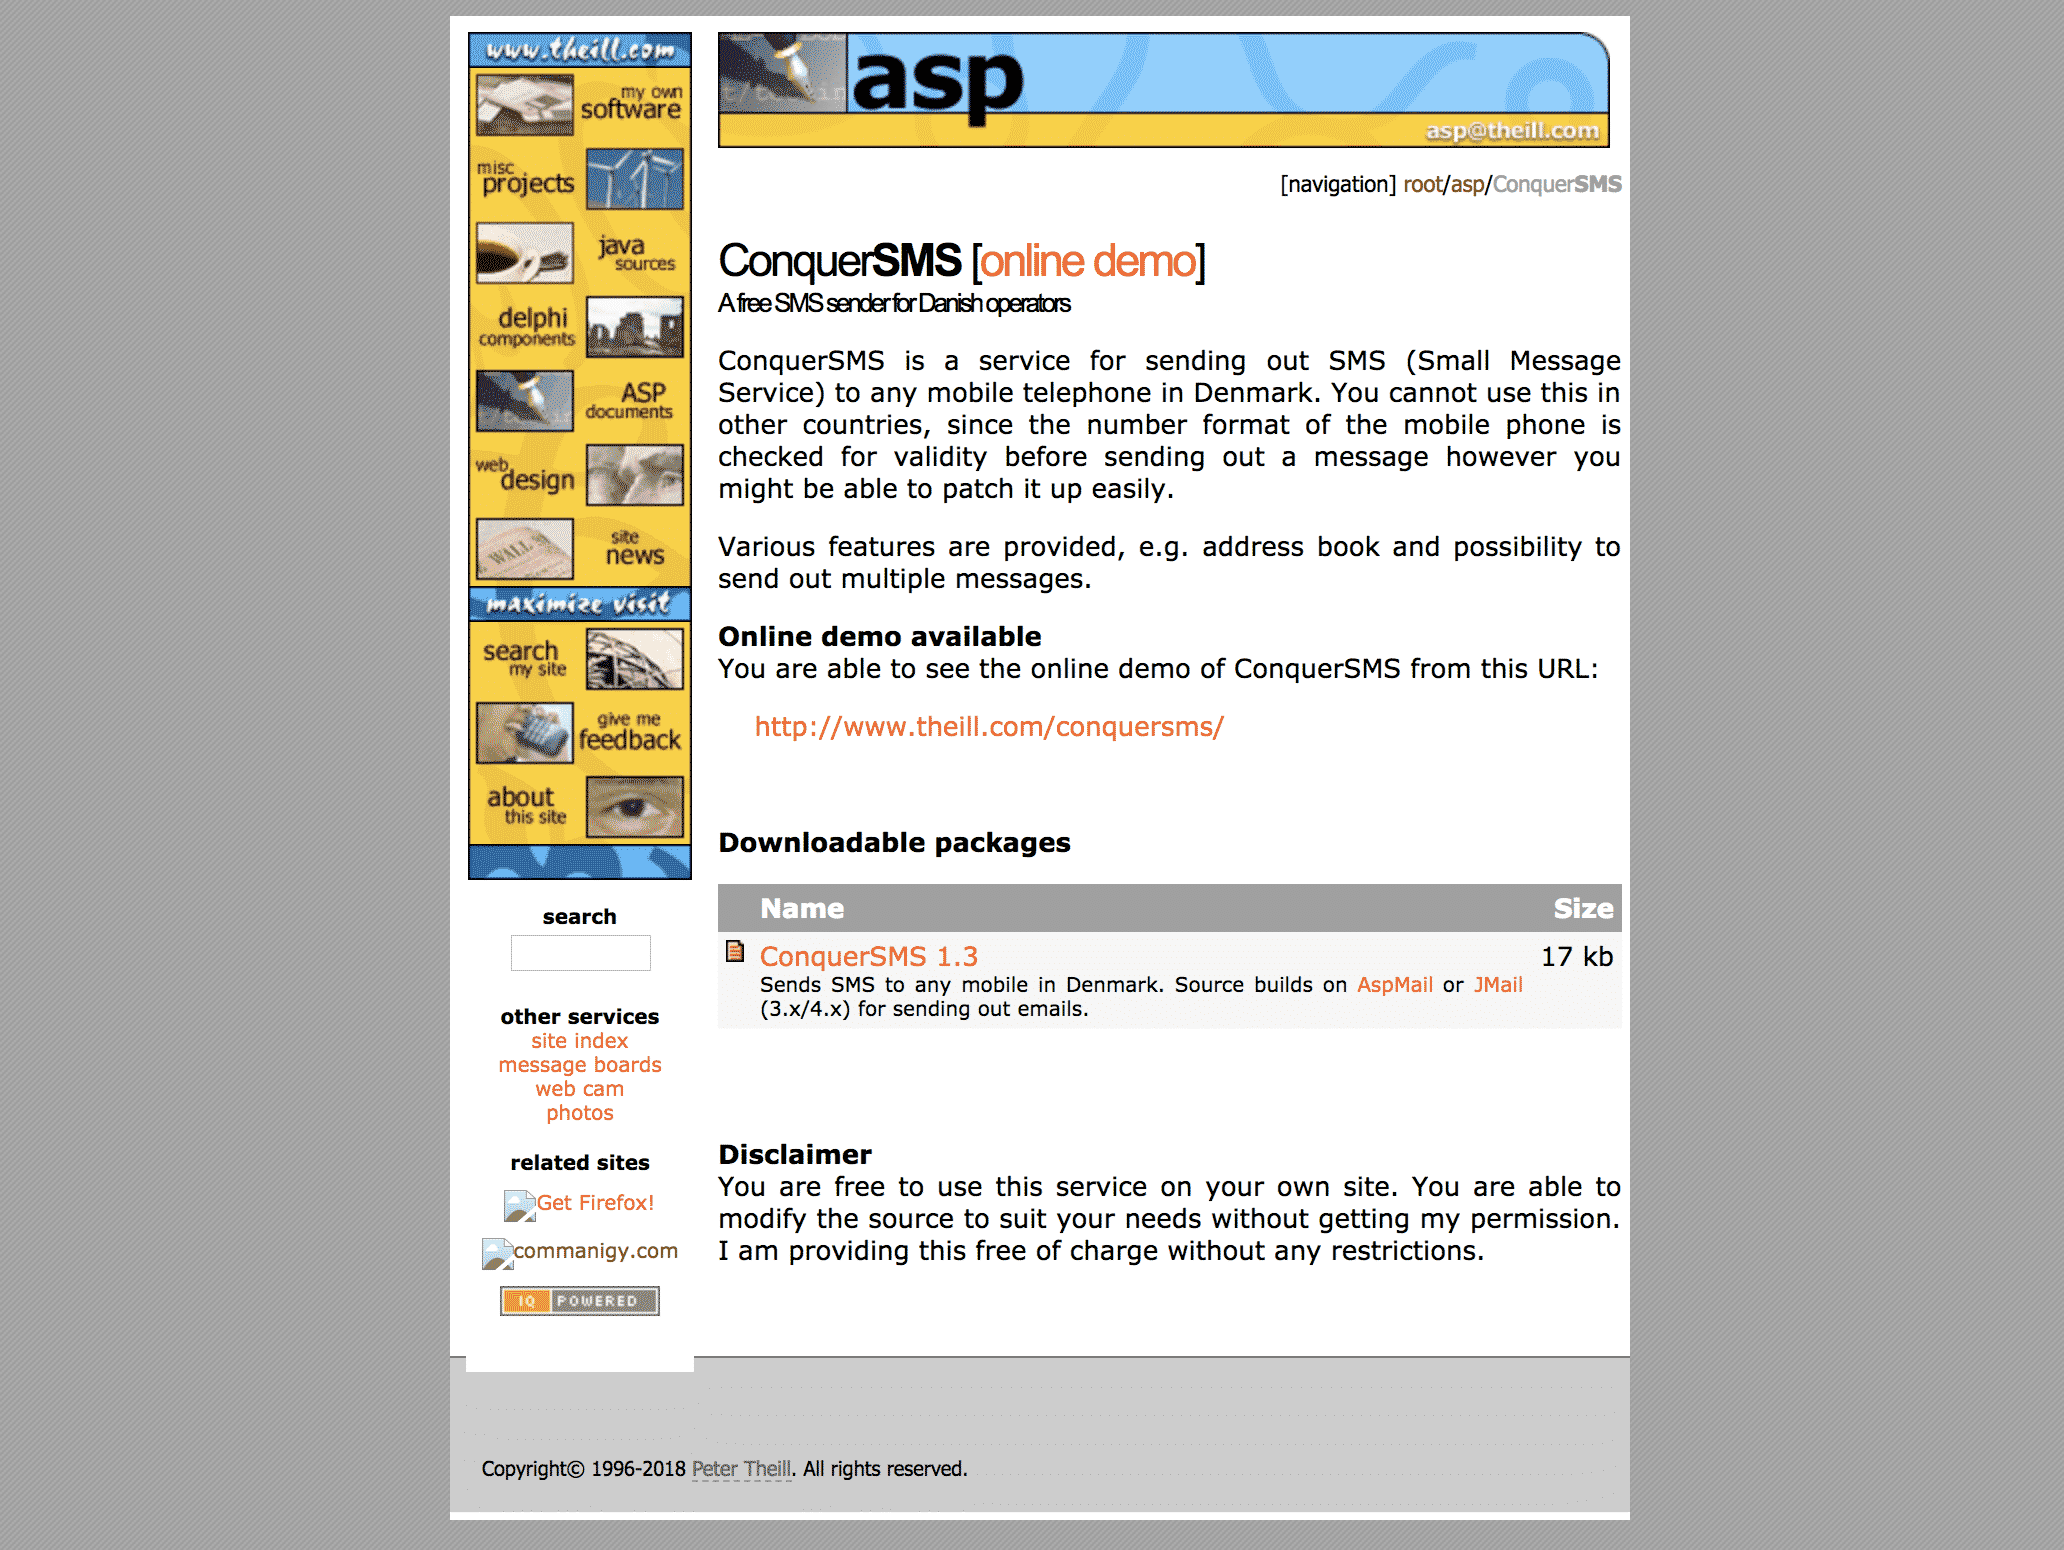 www.theill.com
my own
software
misc
projects
java
sources
delphi
components
ASP
documents
web
design
WALL
site
news
maximize visit
search
my site
give me
feedback
about
this site
search
other services
site index
message boards
web cam
photos
related sites
Get Firefox!
commanigy.com
IQ POWERED
asp
asp@theill.com
[navigation] root/asp/ConquerSMS
ConquerSMS [online demo]
A free SMS sender for Danish operators
ConquerSMS is a service for sending out SMS (Small Message
Service) to any mobile telephone in Denmark. You cannot use this in
other countries, since the number format of the mobile phone is
checked for validity before sending out a message however you
might be able to patch it up easily.
Various features are provided, e.g. address book and possibility to
send out multiple messages.
Online demo available
You are able to see the online demo of ConquerSMS from this URL:
http://www.theill.com/conquersms/
Downloadable packages
Name Size
ConquerSMS 1.3 17 kb
Sends SMS to any mobile in Denmark. Source builds on AspMail or JMail
(3.x/4.x) for sending out emails.
Disclaimer
You are free to use this service on your own site. You are able to
modify the source to suit your needs without getting my permission.
I am providing this free of charge without any restrictions.
Copyright© 1996-2018 Peter Theill. All rights reserved.